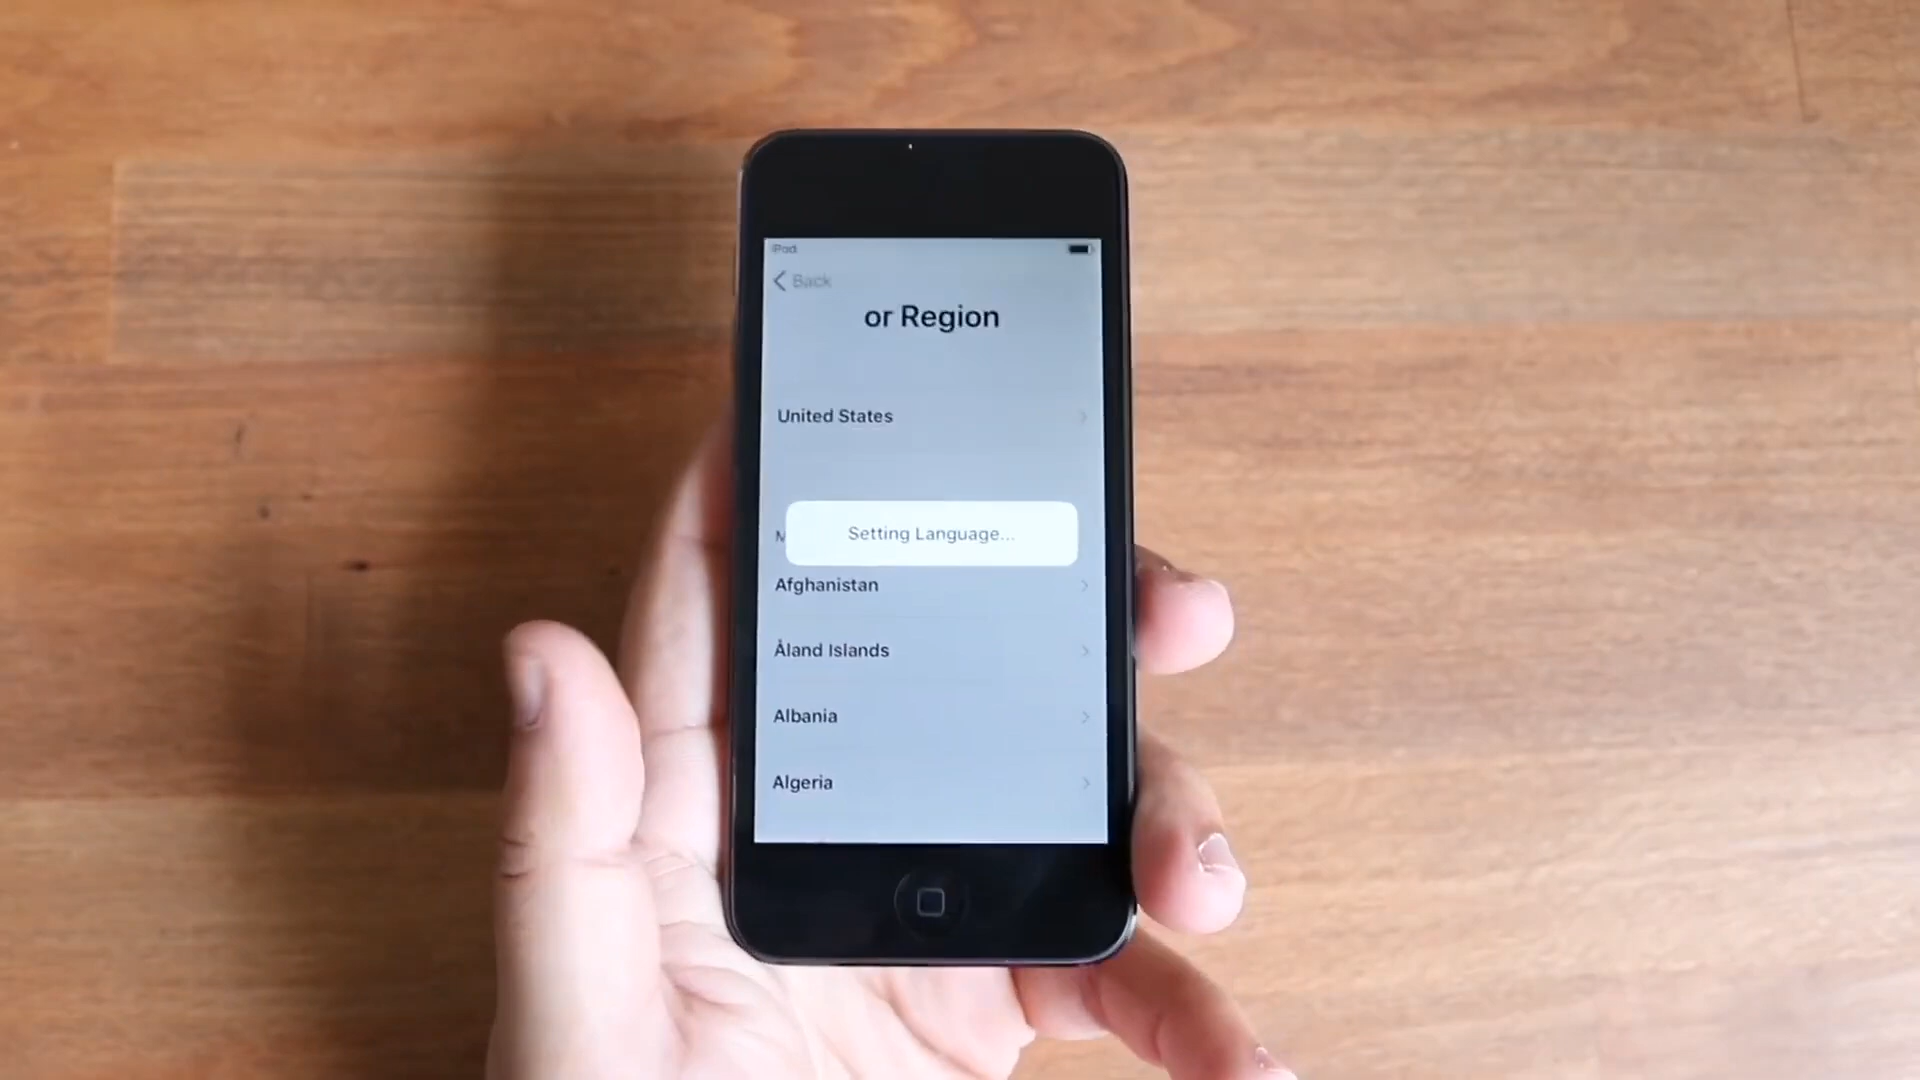 iPod
Back
or Region
United States
Setting Language...
M
Afghanistan
Åland Islands
Albania
Algeria